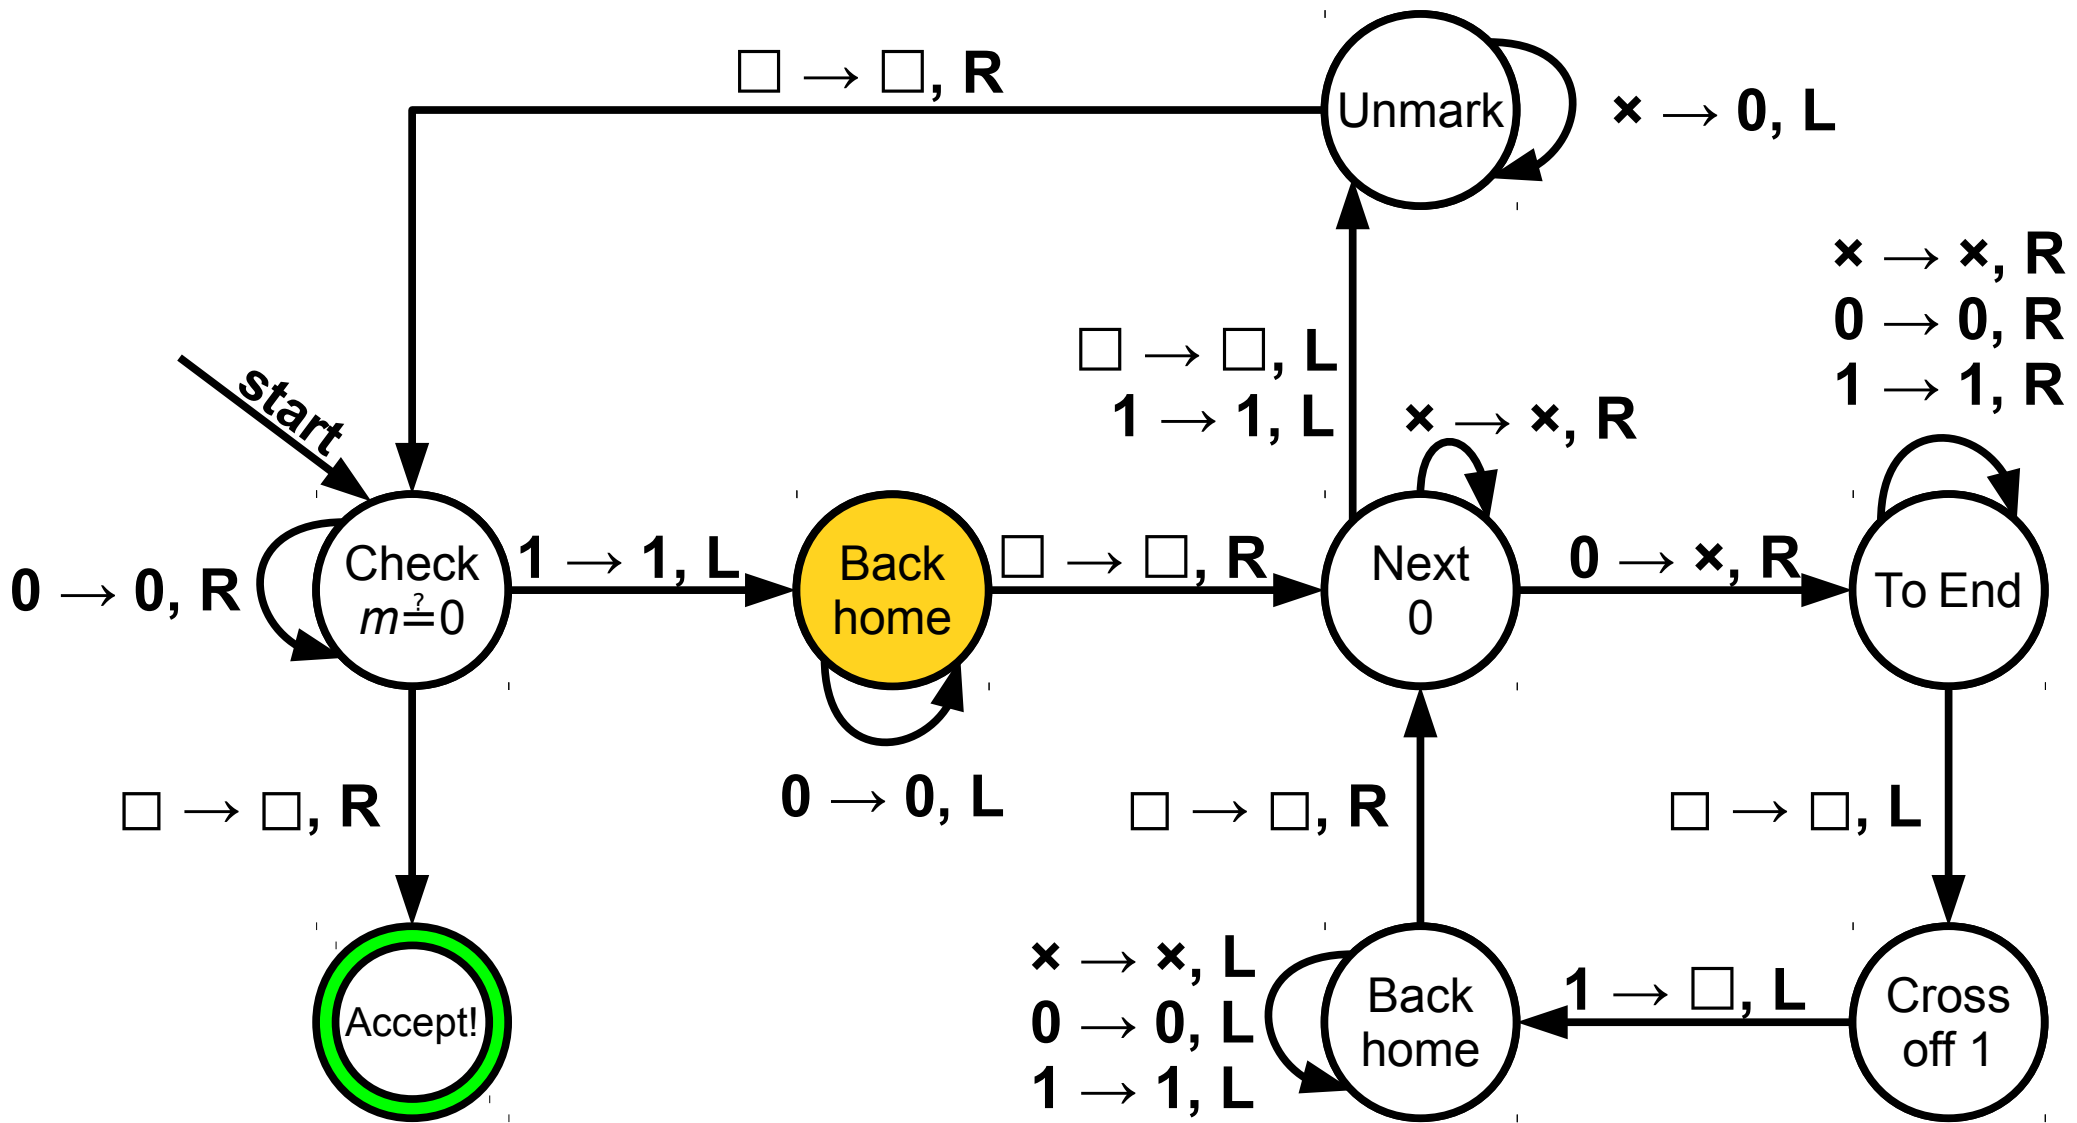 □ → □, R
Unmark
× → 0, L
× → ×, R
0 → 0, R
1 → 1, R
□ → □, L
1 → 1, L
× → ×, R
start
0 → 0, R
Check
m≟0
1 → 1, L
Back
home
□ → □, R
Next
0
0 → ×, R
To End
0 → 0, L
□ → □, R
□ → □, R
□ → □, L
Accept!
× → ×, L
0 → 0, L
1 → 1, L
Back
home
1 → □, L
Cross
off 1